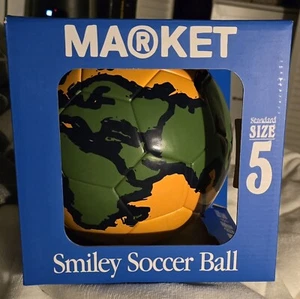 MA®KET
Standard
SIZE
5
Smiley Soccer Ball